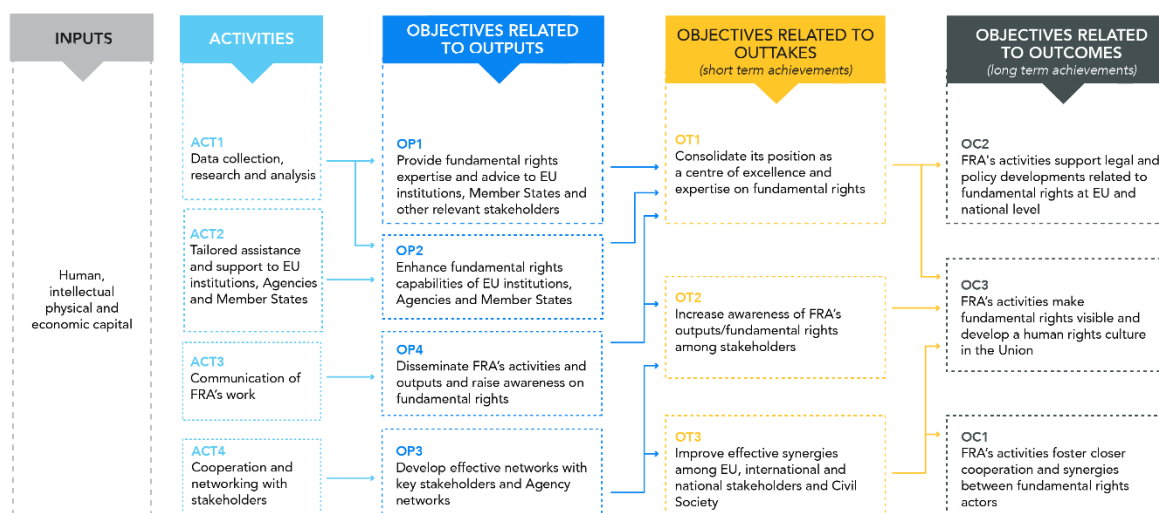 INPUTS
Human,
intellectual
physical and
economic capital
ACTIVITIES
ACT1
Data collection,
research and analysis
ACT2
Tailored assistance
and support to EU
institutions, Agencies
and Member States
ACT3
Communication of
FRA's work
ACT4
Cooperation and
networking with
stakeholders
OBJECTIVES RELATED
TO OUTPUTS
OP1
Provide fundamental rights
expertise and advice to EU
institutions, Member States and
other relevant stakeholders
OP2
Enhance fundamental rights
capabilities of EU institutions,
Agencies and Member States
OP4
Disseminate FRA's activities and
outputs and raise awareness on
fundamental rights
OP3
Develop effective networks with
key stakeholders and Agency
networks
OBJECTIVES RELATED TO
OUTTAKES
(short term achievements)
OT1
Consolidate its position as
a centre of excellence and
expertise on fundamental rights
OT2
Increase awareness of FRA's
outputs/fundamental rights
among stakeholders
OT3
Improve effective synergies
among EU, international and
national stakeholders and Civil
Society
OBJECTIVES RELATED
TO OUTCOMES
(long term achievements)
OC2
FRA's activities support legal and
policy developments related to
fundamental rights at EU and
national level
OC3
FRA's activities make
fundamental rights visible and
develop a human rights culture
in the Union
OC1
FRA's activities foster closer
cooperation and synergies
between fundamental rights
actors